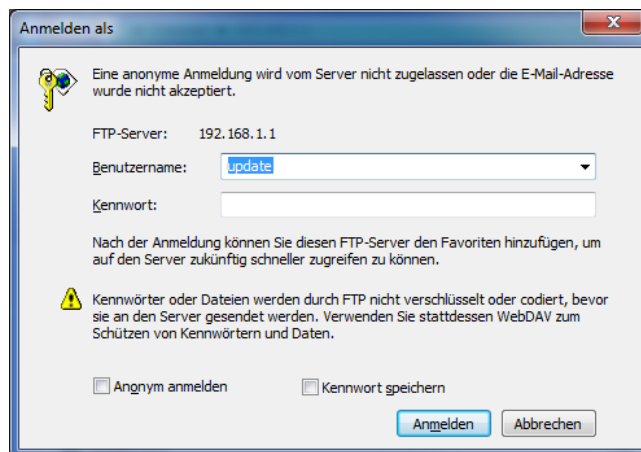 Anmelden als
Eine anonyme Anmeldung wird vom Server nicht zugelassen oder die E-Mail-Adresse
wurde nicht akzeptiert.
FTP-Server: 192.168.1.1
Benutzername: update
Kennwort:
Nach der Anmeldung können Sie diesen FTP-Server den Favoriten hinzufügen, um
auf den Server zukünftig schneller zugreifen zu können.
Kennwörter oder Dateien werden durch FTP nicht verschlüsselt oder codiert, bevor
sie an den Server gesendet werden. Verwenden Sie stattdessen WebDAV zum
Schützen von Kennwörtern und Daten.
Anonym anmelden Kennwort speichern
Anmelden Abbrechen